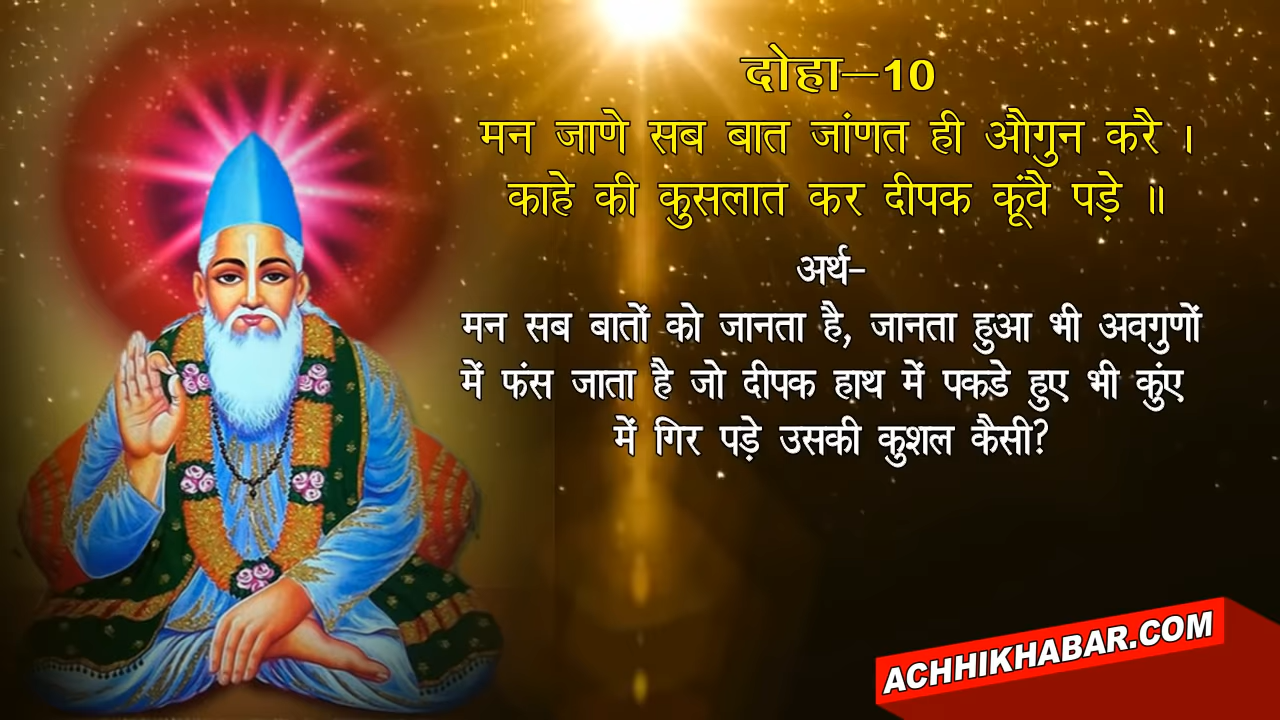 दोहा–10
मन जाणे सब बात जांणत ही औगुन करै ।
काहे की कुसलात कर दीपक कूंवै पड़े ॥
अर्थ–
मन सब बातों को जानता है, जानता हुआ भी अवगुणों
में फंस जाता है जो दीपक हाथ में पकडे हुए भी कुंए
में गिर पड़े उसकी कुशल कैसी?
ACHHIKHABAR.COM